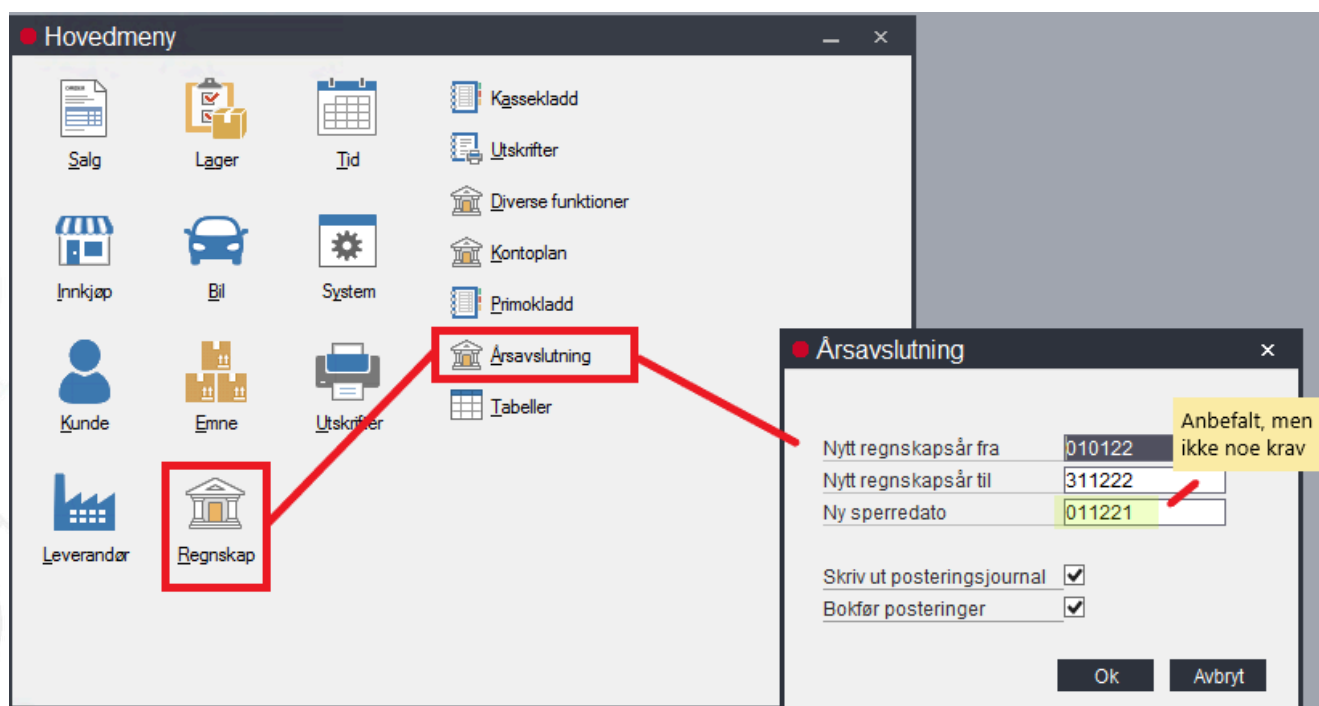 Hovedmeny
Salg
Lager
Tid
Innkjøp
Bil
System
Kunde
Emne
Utskrifter
Leverandør
Regnskap
Kassekladd
Utskrifter
Diverse funktioner
Kontoplan
Primokladd
Årsavslutning
Tabeller
Årsavslutning
Anbefalt, men
ikke noe krav
Nytt regnskapsår fra 010122
Nytt regnskapsår til 311222
Ny sperredato 011221
Skriv ut posteringsjournal
Bokfør posteringer
Ok Avbryt